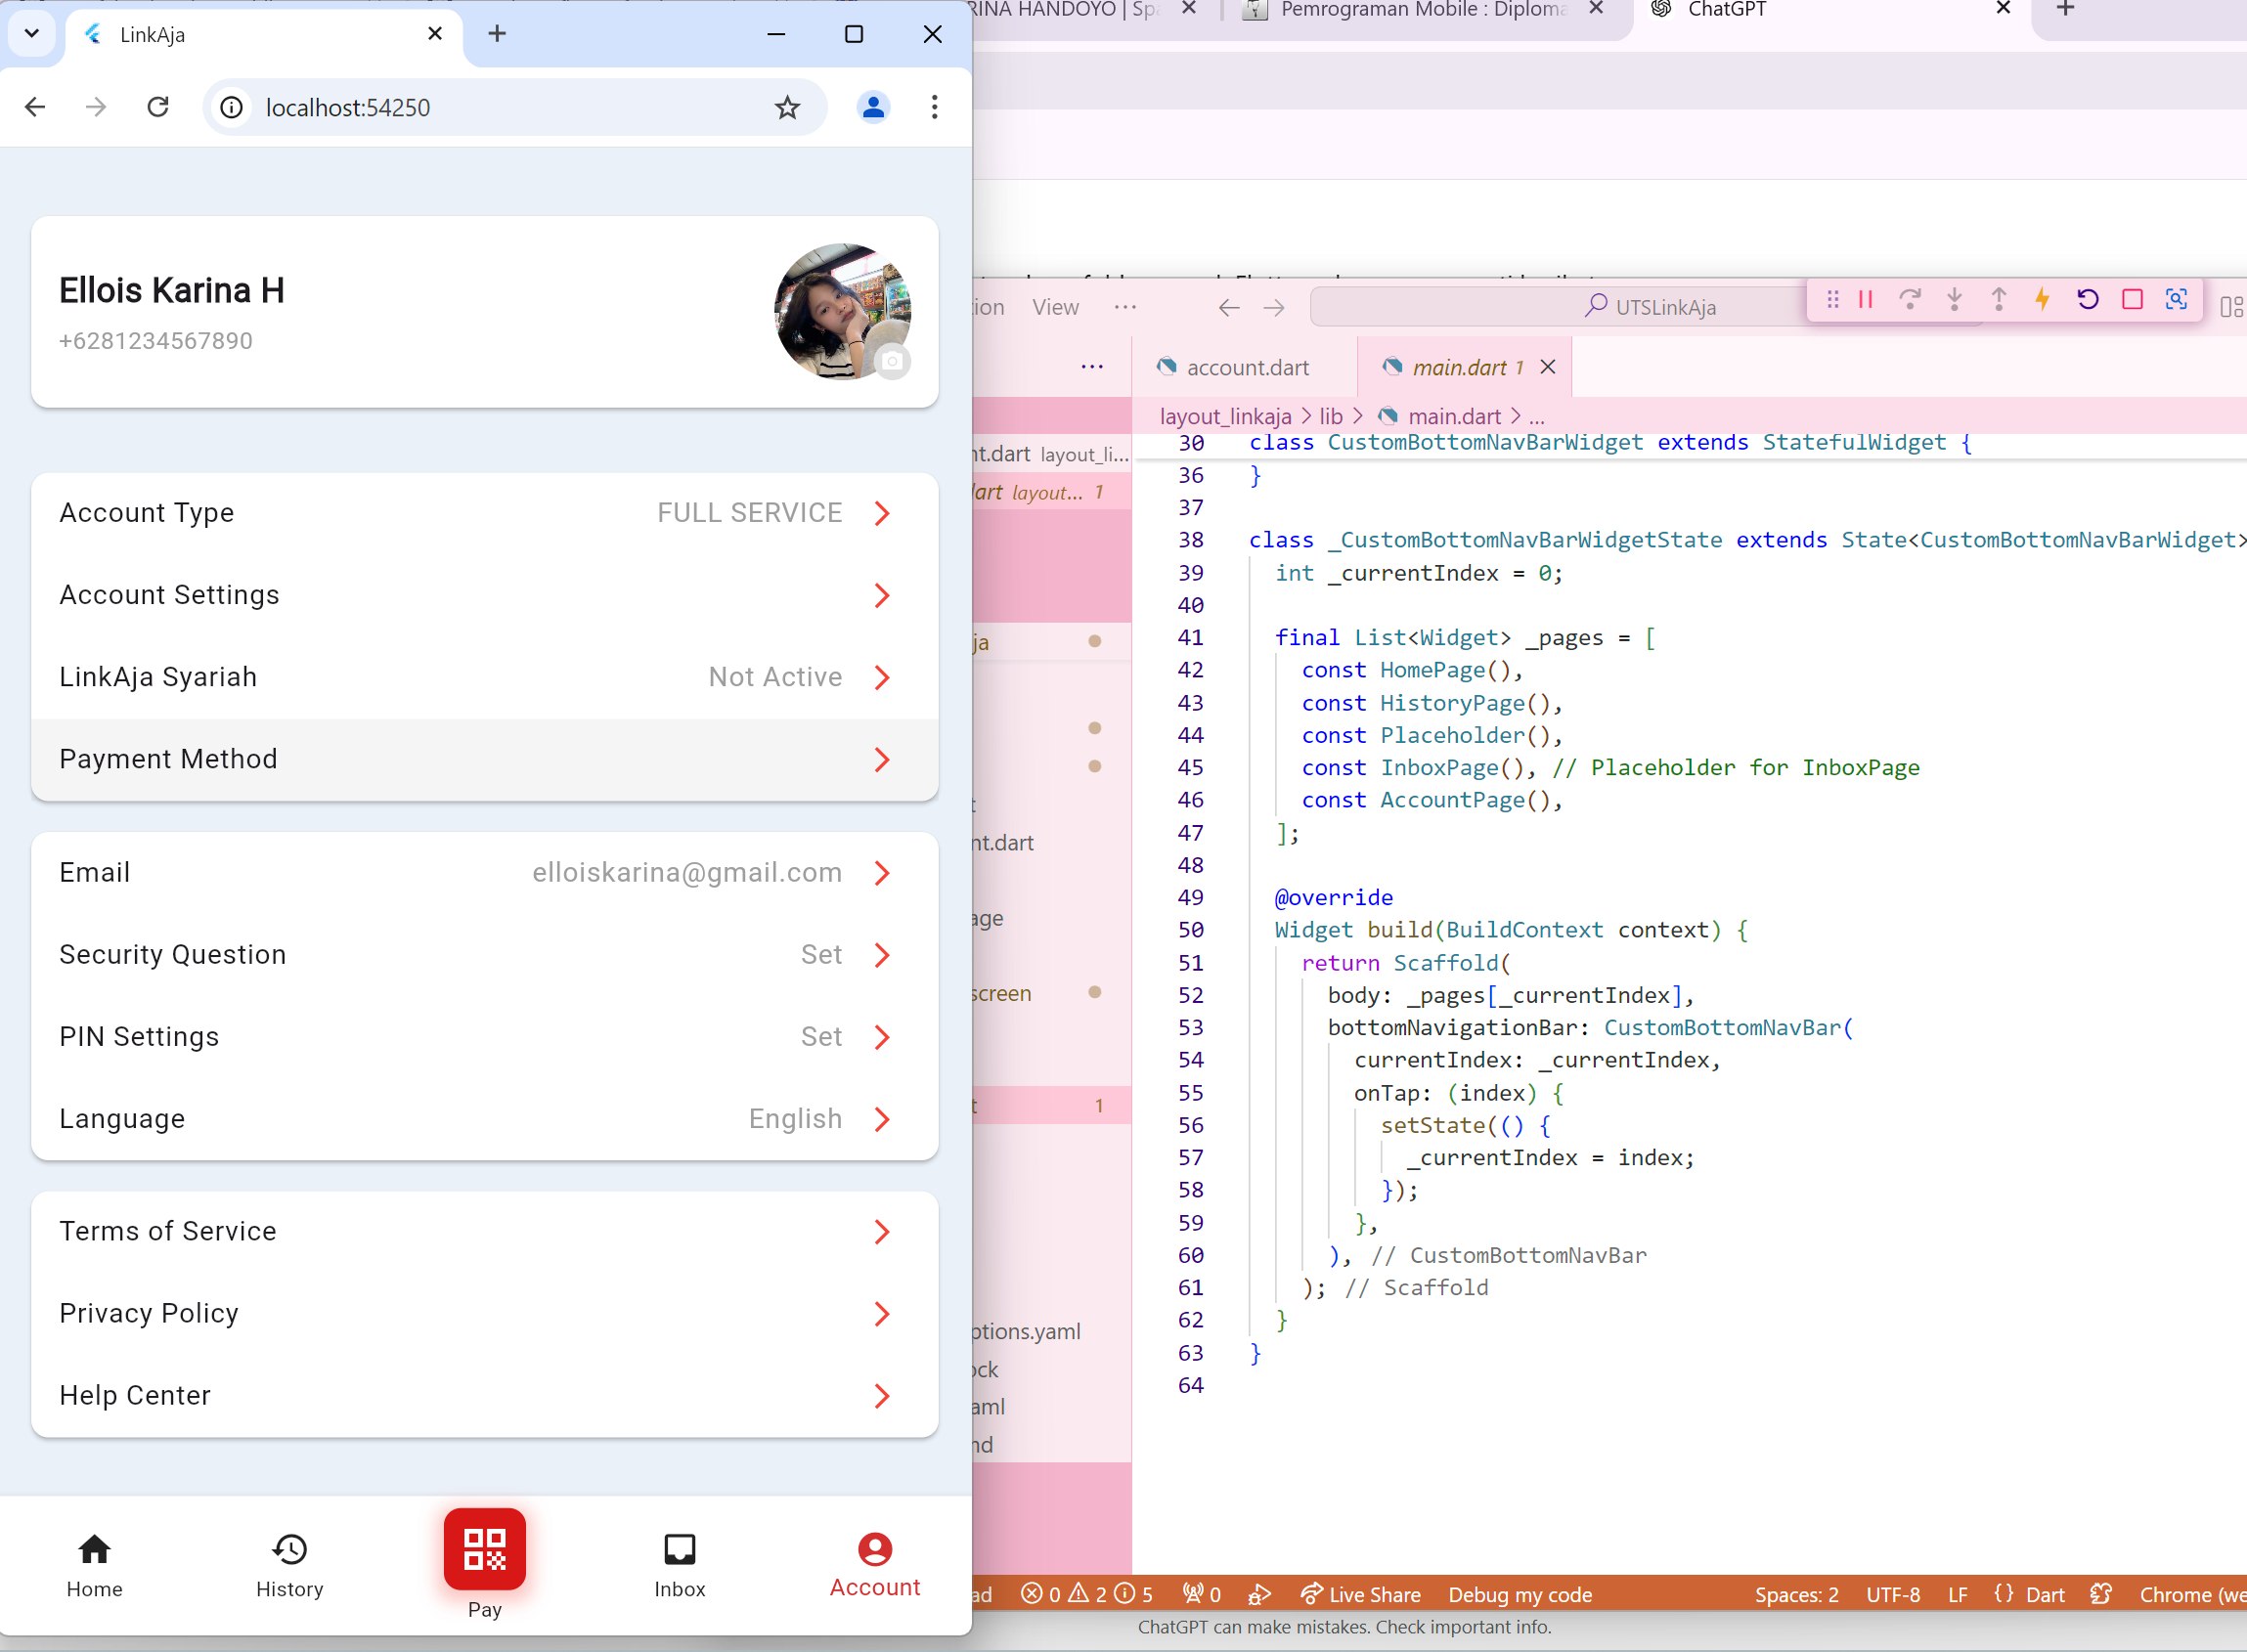 LinkAja
localhost:54250
Ellois Karina H
+6281234567890
Account Type FULL SERVICE
Account Settings
LinkAja Syariah Not Active
Payment Method
Email elloiskarina@gmail.com
Security Question Set
PIN Settings Set
Language English
Terms of Service
Privacy Policy
Help Center
Home
History
Pay
Inbox
Account
RINA HANDOYO | Sp
Pemrograman Mobile : Diploma
ChatGPT
View
UTSLinkAja
account.dart
main.dart 1
layout_linkaja > lib > main.dart > ...
nt.dart layout_li...
dart layout... 1
ja
nt.dart
age
screen
t 1
ptions.yaml
ock
aml
nd
30 class CustomBottomNavBarWidget extends StatefulWidget {
36 }
37
38 class _CustomBottomNavBarWidgetState extends State<CustomBottomNavBarWidget>
39 int _currentIndex = 0;
40
41 final List<Widget> _pages = [
42 const HomePage(),
43 const HistoryPage(),
44 const Placeholder(),
45 const InboxPage(), // Placeholder for InboxPage
46 const AccountPage(),
47 ];
48
49 @override
50 Widget build(BuildContext context) {
51 return Scaffold(
52 body: _pages[_currentIndex],
53 bottomNavigationBar: CustomBottomNavBar(
54 currentIndex: _currentIndex,
55 onTap: (index) {
56 setState(() {
57 _currentIndex = index;
58 });
59 },
60 ), // CustomBottomNavBar
61 ); // Scaffold
62 }
63 }
64
ad 0 2 5 0 Live Share Debug my code Spaces: 2 UTF-8 LF {} Dart Chrome (we
ChatGPT can make mistakes. Check important info.